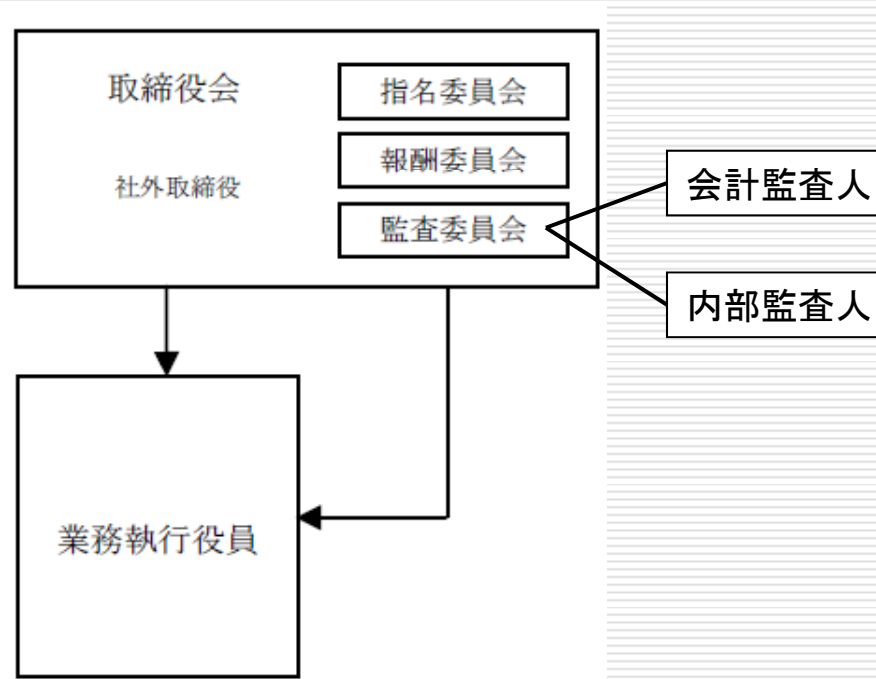 取締役会
社外取締役
指名委員会
報酬委員会
監査委員会
会計監査人
内部監査人
業務執行役員